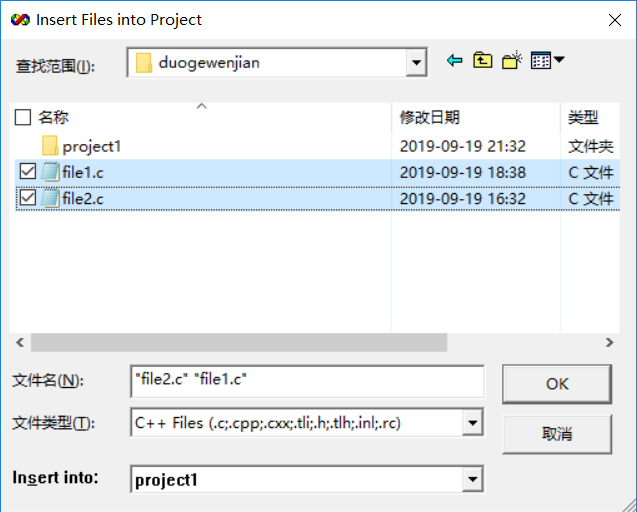 Insert Files into Project
查找范围(I): duogewenjian
名称 修改日期 类型
project1 2019-09-19 21:32 文件夹
file1.c 2019-09-19 18:38 C 文件
file2.c 2019-09-19 16:32 C 文件
文件名(N): "file2.c" "file1.c" OK
文件类型(T): C++ Files (.c;.cpp;.cxx;.tli;.h;.tlh;.inl;.rc) 取消
Insert into: project1